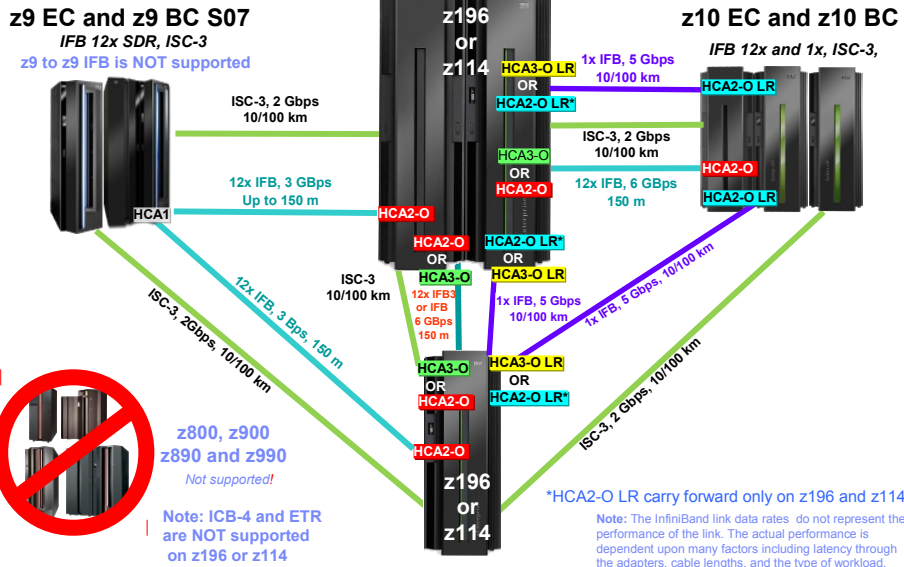 z9 EC and z9 BC S07
IFB 12x SDR, ISC-3
z9 to z9 IFB is NOT supported
z196
or
z114
z10 EC and z10 BC
IFB 12x and 1x, ISC-3,
ISC-3, 2 Gbps
10/100 km
HCA3-O LR
OR
HCA2-O LR*
1x IFB, 5 Gbps
10/100 km
HCA2-O LR
ISC-3, 2 Gbps
10/100 km
HCA3-O
OR
HCA2-O
12x IFB, 6 GBps
150 m
HCA2-O
HCA2-O LR
12x IFB, 3 GBps
Up to 150 m
HCA1
HCA2-O
HCA2-O
OR
HCA3-O
HCA2-O LR*
OR
HCA3-O LR
ISC-3
10/100 km
12x IFB3
or IFB
6 GBps
150 m
1x IFB, 5 Gbps
10/100 km
1x IFB, 5 Gbps, 10/100 km
12x IFB, 3 Bps, 150 m
ISC-3, 2Gbps, 10/100 km
ISC-3, 2 Gbps, 10/100 km
HCA3-O
OR
HCA2-O
HCA3-O LR
OR
HCA2-O LR*
HCA2-O
z196
or
z114
z800, z900
z890 and z990
Not supported!
Note: ICB-4 and ETR
are NOT supported
on z196 or z114
*HCA2-O LR carry forward only on z196 and z114
Note: The InfiniBand link data rates do not represent the
performance of the link. The actual performance is
dependent upon many factors including latency through
the adapters, cable lengths, and the type of workload.